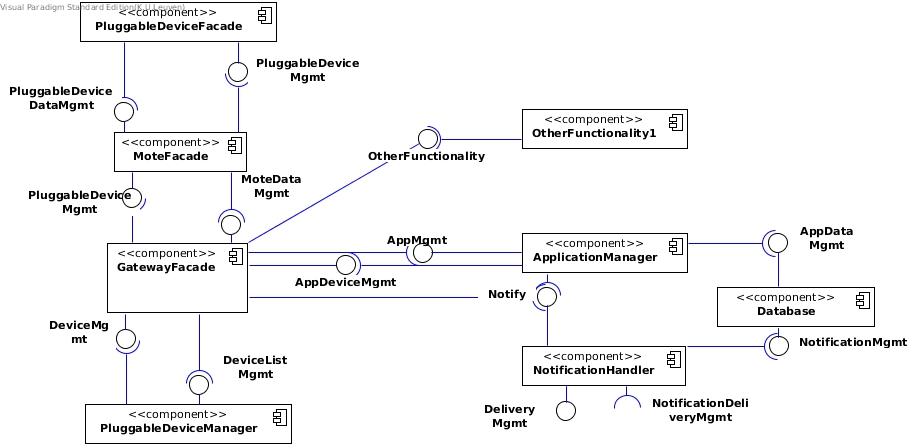 Visual Paradigm Standard Edition(K.U.Leuven)
<<component>>
PluggableDeviceFacade
PluggableDevice
Mgmt
PluggableDevice
DataMgmt
<<component>>
OtherFunctionality1
<<component>>
MoteFacade
OtherFunctionality
MoteData
Mgmt
PluggableDevice
Mgmt
AppMgmt
<<component>>
GatewayFacade
<<component>>
ApplicationManager
AppData
Mgmt
AppDeviceMgmt
Notify
<<component>>
Database
DeviceMg
mt
NotificationMgmt
<<component>>
NotificationHandler
DeviceList
Mgmt
Delivery
Mgmt
NotificationDeli
veryMgmt
<<component>>
PluggableDeviceManager